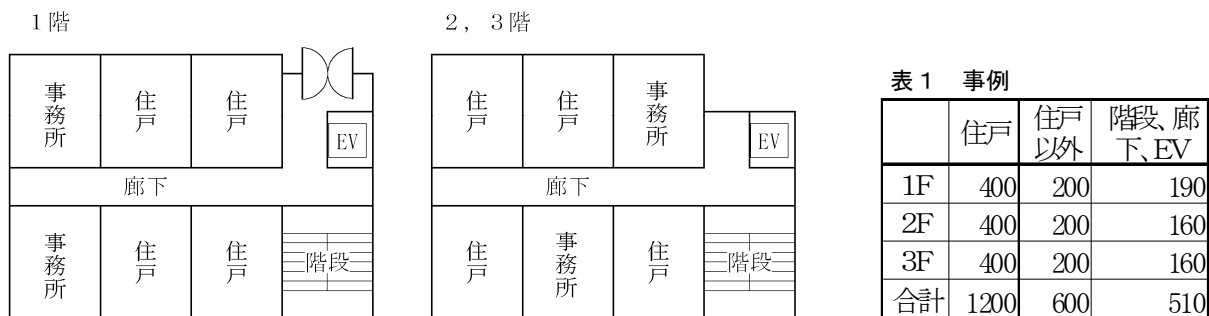 1階
事務所
住戸
住戸
EV
廊下
事務所
住戸
住戸
階段
2, 3階
住戸
住戸
事務所
EV
廊下
住戸
事務所
住戸
階段
表1 事例
住戸 住戸以外 階段、廊下、EV
1F 400 200 190
2F 400 200 160
3F 400 200 160
合計 1200 600 510